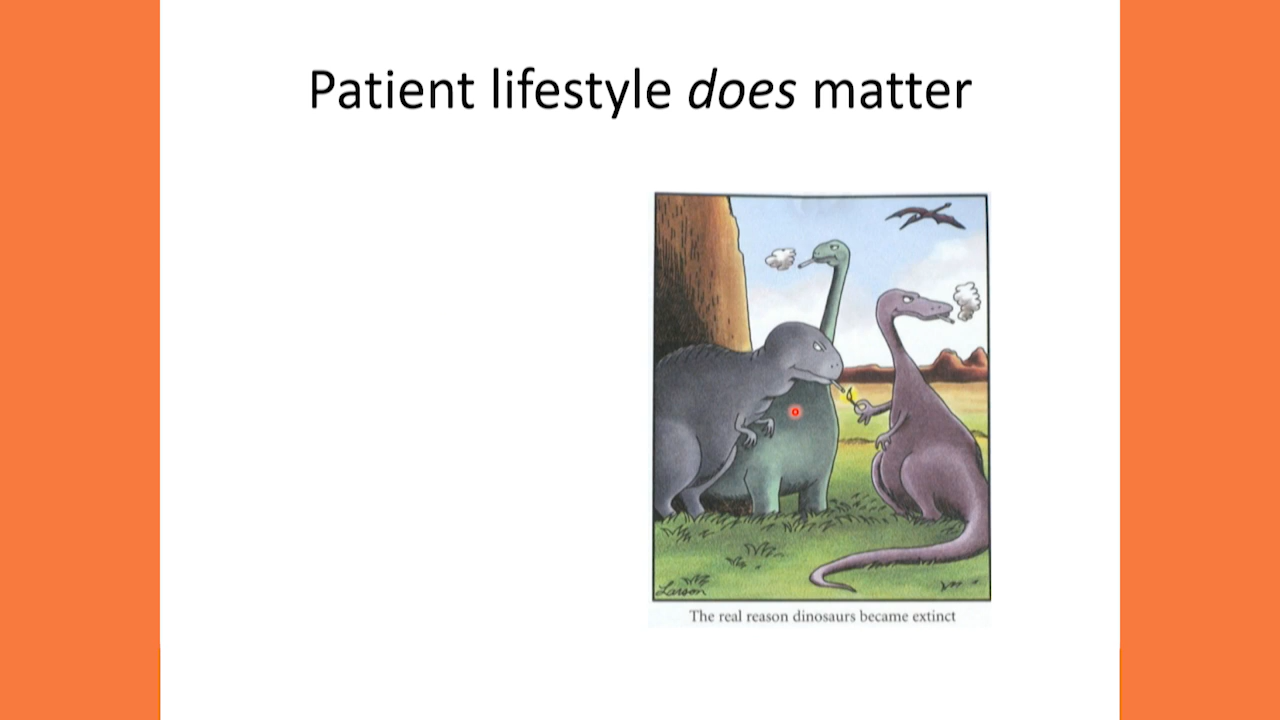 Patient lifestyle does matter
Larson
The real reason dinosaurs became extinct